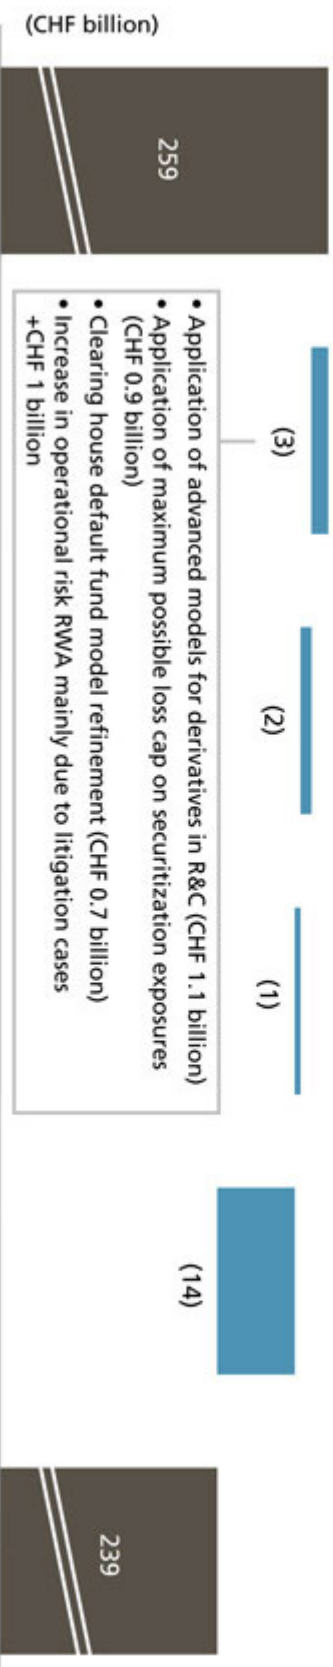 (CHF billion)
259
(3)
• Application of advanced models for derivatives in R&C (CHF 1.1 billion)
• Application of maximum possible loss cap on securitization exposures
(CHF 0.9 billion)
• Clearing house default fund model refinement (CHF 0.7 billion)
• Increase in operational risk RWA mainly due to litigation cases
+CHF 1 billion
(2)
(1)
(14)
239